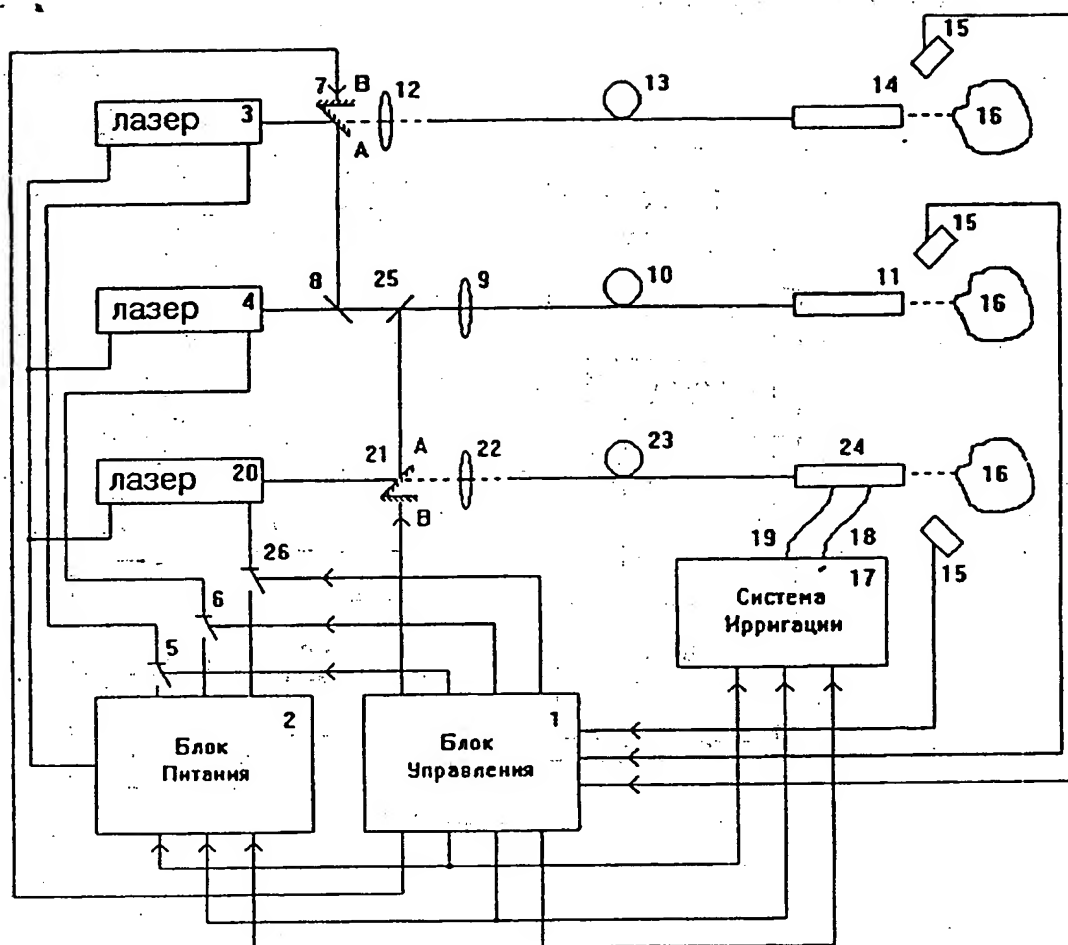 15
7 В 12 13 14
лазер 3
А 16
15
8 25 9 10 11
лазер 4 16
21 А 22 23 24
лазер 20 16
В
26 19 18 15
6 17
Система
Ирригации
5
2 1
Блок
Питания
Блок
Управления